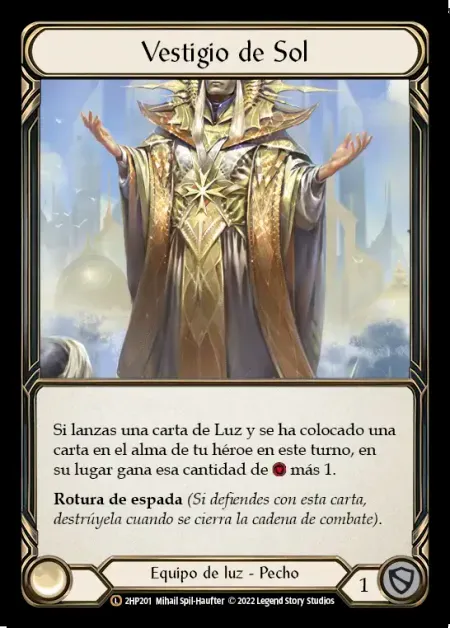 Vestigio de Sol
Si lanzas una carta de Luz y se ha colocado una
carta en el alma de tu héroe en este turno, en
su lugar gana esa cantidad de más 1.
Rotura de espada (Si defiendes con esta carta,
destrúyela cuando se cierra la cadena de combate).
Equipo de luz - Pecho
1
L 2HP201 Mihail Spil-Haufter © 2022 Legend Story Studios